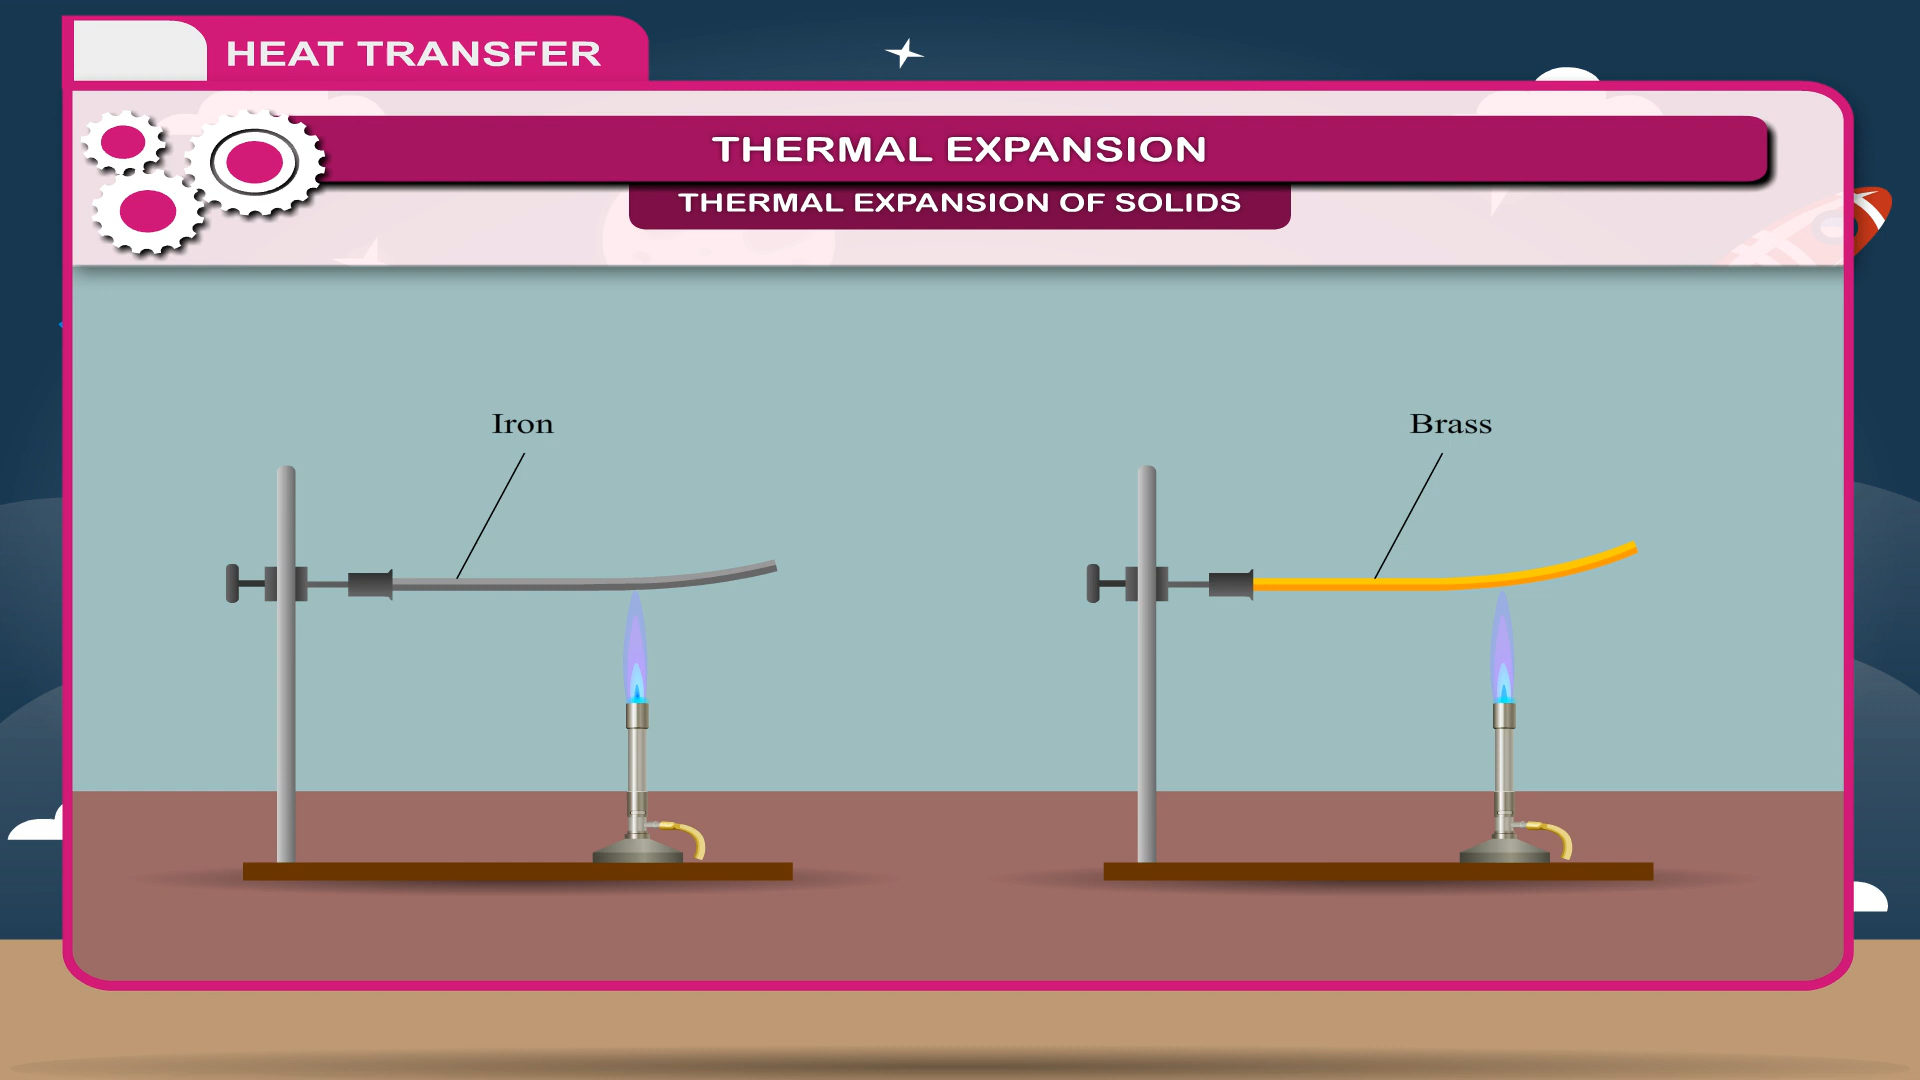 HEAT TRANSFER
THERMAL EXPANSION
THERMAL EXPANSION OF SOLIDS
Iron
Brass